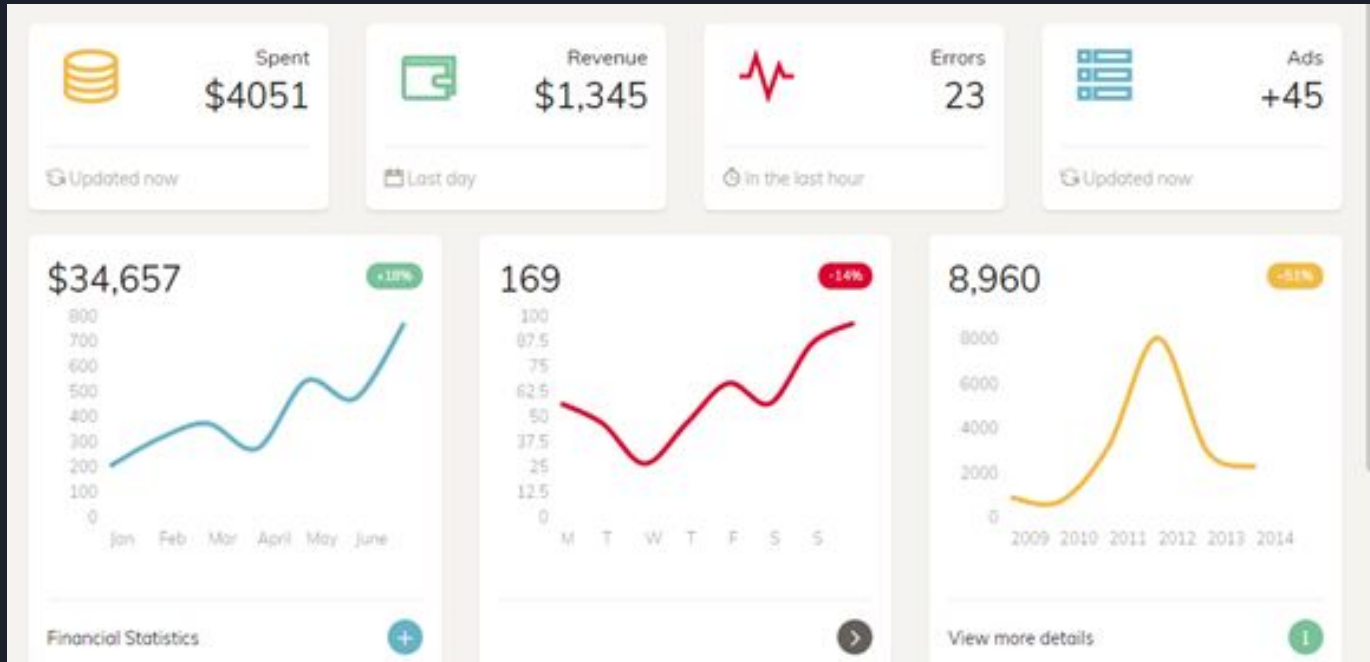 Spent
$4051
Updated now
Revenue
$1,345
Last day
Errors
23
In the last hour
Ads
+45
Updated now
$34,657
+18%
800
700
600
500
400
300
200
100
0
Jan Feb Mar April May June
Financial Statistics
169
-14%
100
87.5
75
62.5
50
37.5
25
12.5
0
M T W T F S S
8,960
-51%
8000
6000
4000
2000
0
2009 2010 2011 2012 2013 2014
View more details